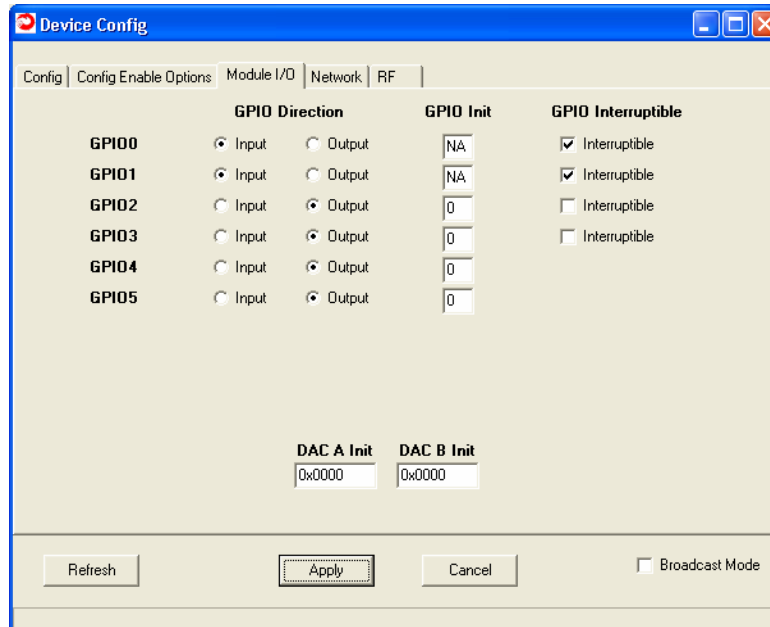 Device Config
Config Config Enable Options Module I/O Network RF
GPIO Direction GPIO Init GPIO Interruptible
GPIO0 Input Output NA Interruptible
GPIO1 Input Output NA Interruptible
GPIO2 Input Output 0 Interruptible
GPIO3 Input Output 0 Interruptible
GPIO4 Input Output 0
GPIO5 Input Output 0
DAC A Init DAC B Init
0x0000 0x0000
Refresh Apply Cancel Broadcast Mode